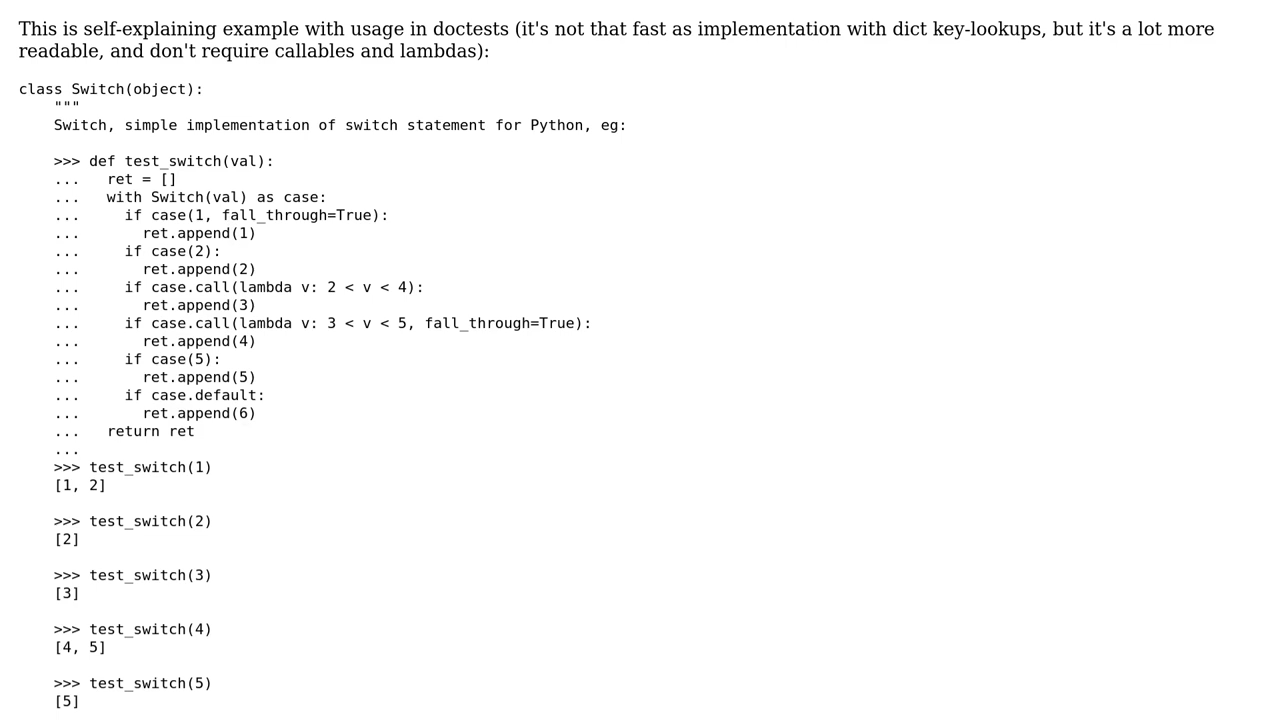 This is self-explaining example with usage in doctests (it's not that fast as implementation with dict key-lookups, but it's a lot more
readable, and don't require callables and lambdas):
class Switch(object):
    """
    Switch, simple implementation of switch statement for Python, eg:

    >>> def test_switch(val):
    ...   ret = []
    ...   with Switch(val) as case:
    ...     if case(1, fall_through=True):
    ...       ret.append(1)
    ...     if case(2):
    ...       ret.append(2)
    ...     if case.call(lambda v: 2 < v < 4):
    ...       ret.append(3)
    ...     if case.call(lambda v: 3 < v < 5, fall_through=True):
    ...       ret.append(4)
    ...     if case(5):
    ...       ret.append(5)
    ...     if case.default:
    ...       ret.append(6)
    ...   return ret
    ...
    >>> test_switch(1)
    [1, 2]

    >>> test_switch(2)
    [2]

    >>> test_switch(3)
    [3]

    >>> test_switch(4)
    [4, 5]

    >>> test_switch(5)
    [5]